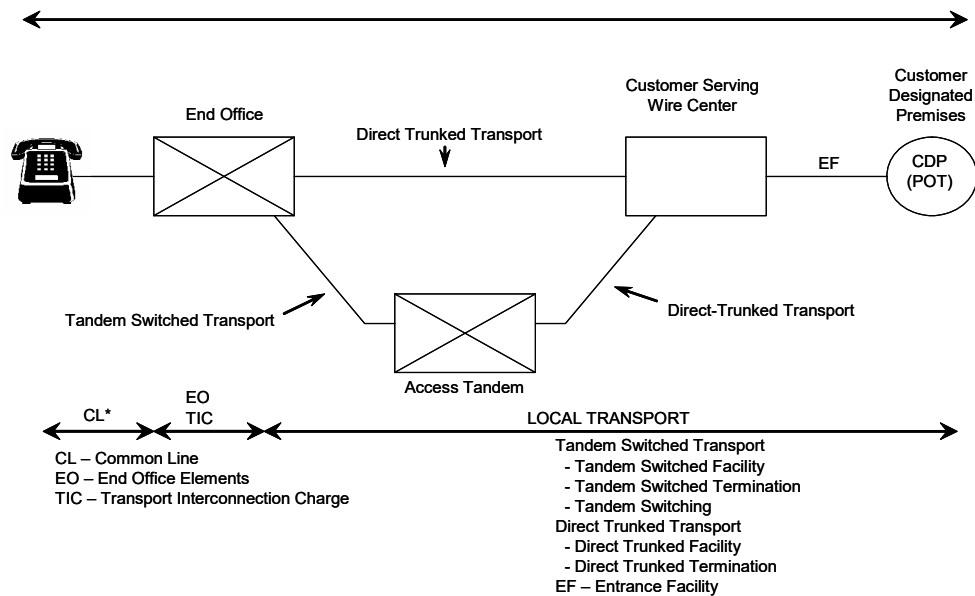 End Office
Direct Trunked Transport
Customer Serving
Wire Center
Customer
Designated
Premises
EF
CDP
(POT)
Tandem Switched Transport
Direct-Trunked Transport
Access Tandem
CL*
EO
TIC
LOCAL TRANSPORT
CL – Common Line
EO – End Office Elements
TIC – Transport Interconnection Charge
Tandem Switched Transport
- Tandem Switched Facility
- Tandem Switched Termination
- Tandem Switching
Direct Trunked Transport
- Direct Trunked Facility
- Direct Trunked Termination
EF – Entrance Facility